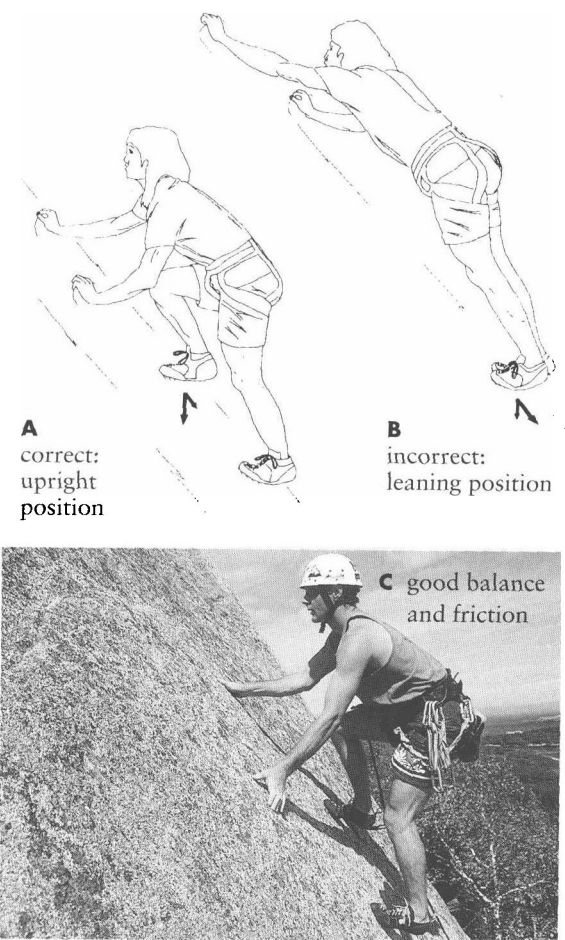 A
correct:
upright
position
B
incorrect:
leaning position
C good balance
and friction